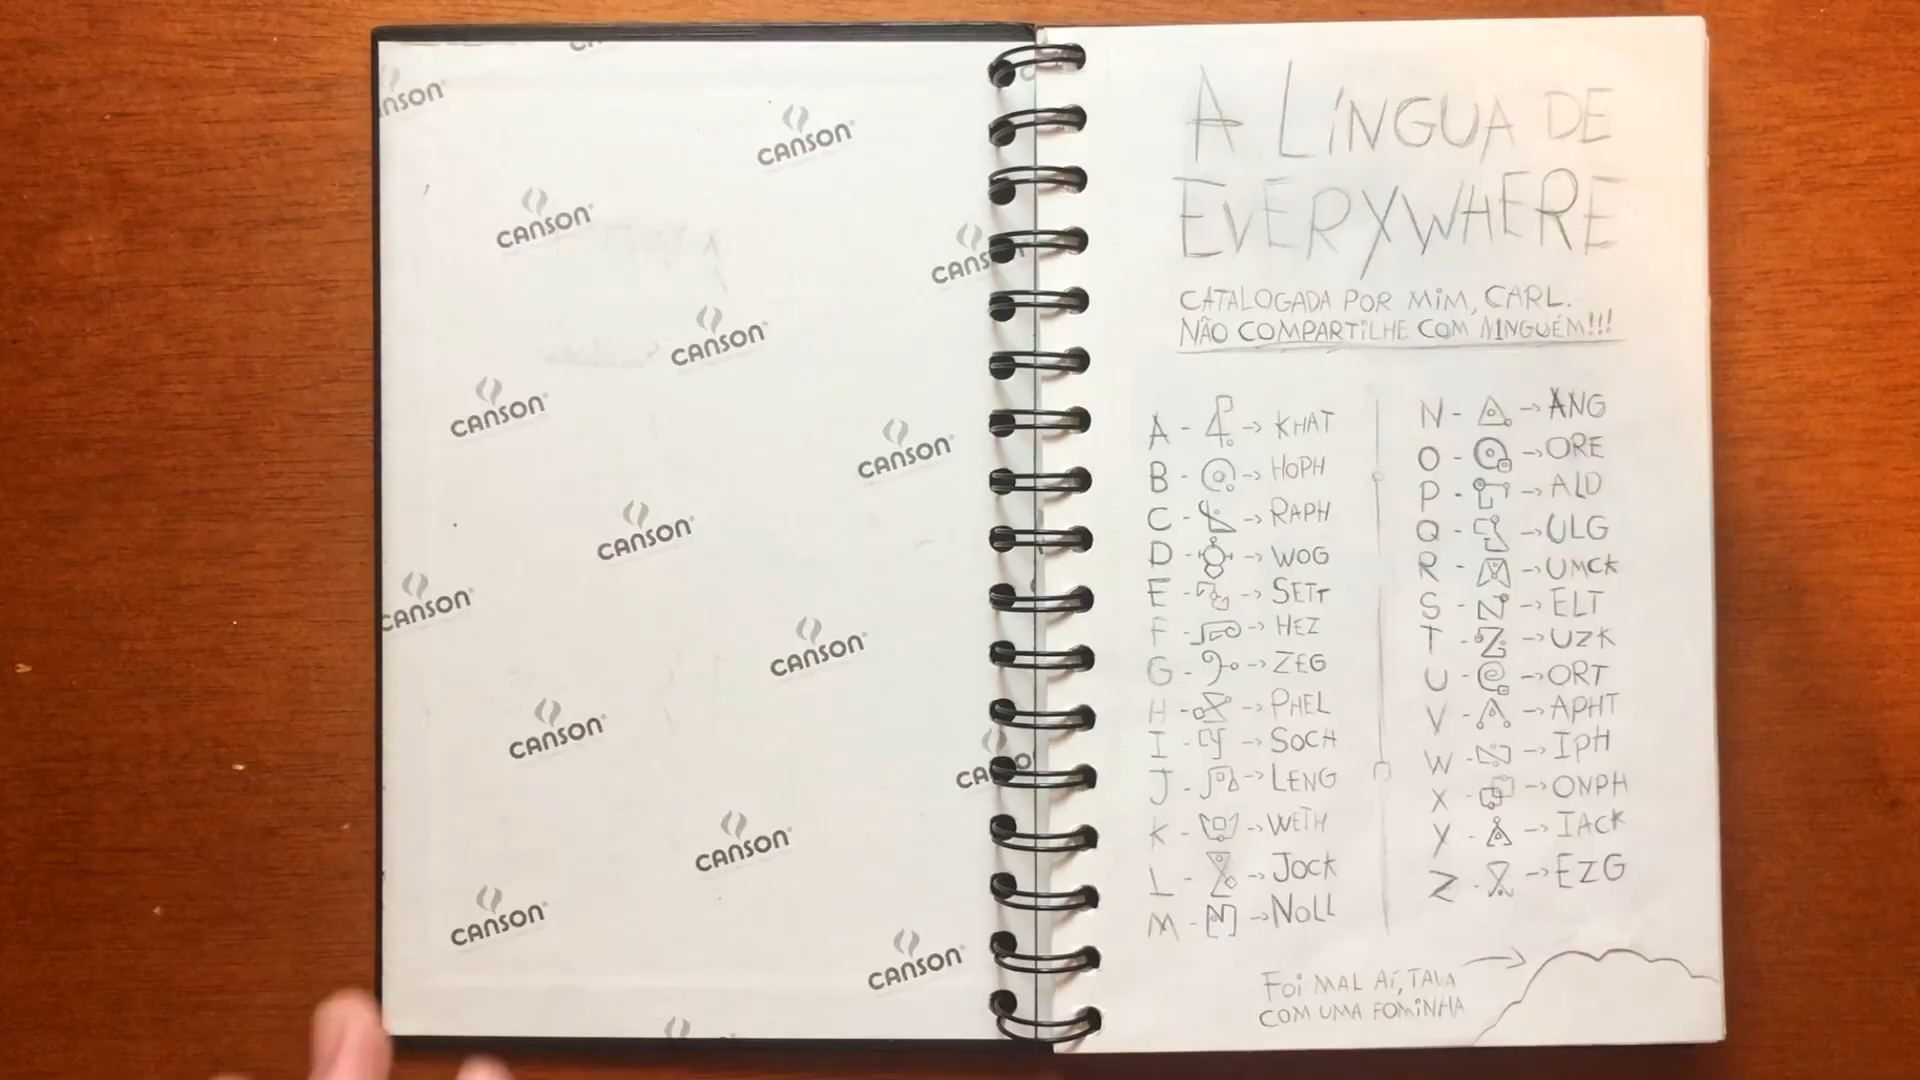 CANSON
CANSON
CANSON
CANSON
CANSON
CANSON
CANSON
CANSON
CANSON
CANSON
CANSON
CANSON
CANSON
CANSON
A LÍNGUA DE
EVERYWHERE
CATALOGADA POR MIM, CARL.
NÃO COMPARTILHE COM NINGUÉM!!!
A - -> KHAT
B - -> HOPH
C - -> RAPH
D - -> WOG
E - -> SETT
F - -> HEZ
G - -> ZEG
H - -> PHEL
I - -> SOCH
J - -> LENG
K - -> WETH
L - -> JOCK
M - -> NOLL
N - -> ANG
O - -> ORE
P - -> ALD
Q - -> ULG
R - -> UMCK
S - -> ELT
T - -> UZK
U - -> ORT
V - -> APHT
W - -> IPH
X - -> ONPH
Y - -> IACK
Z - -> EZG
FOI MAL AÍ, TAVA
COM UMA FOMINHA